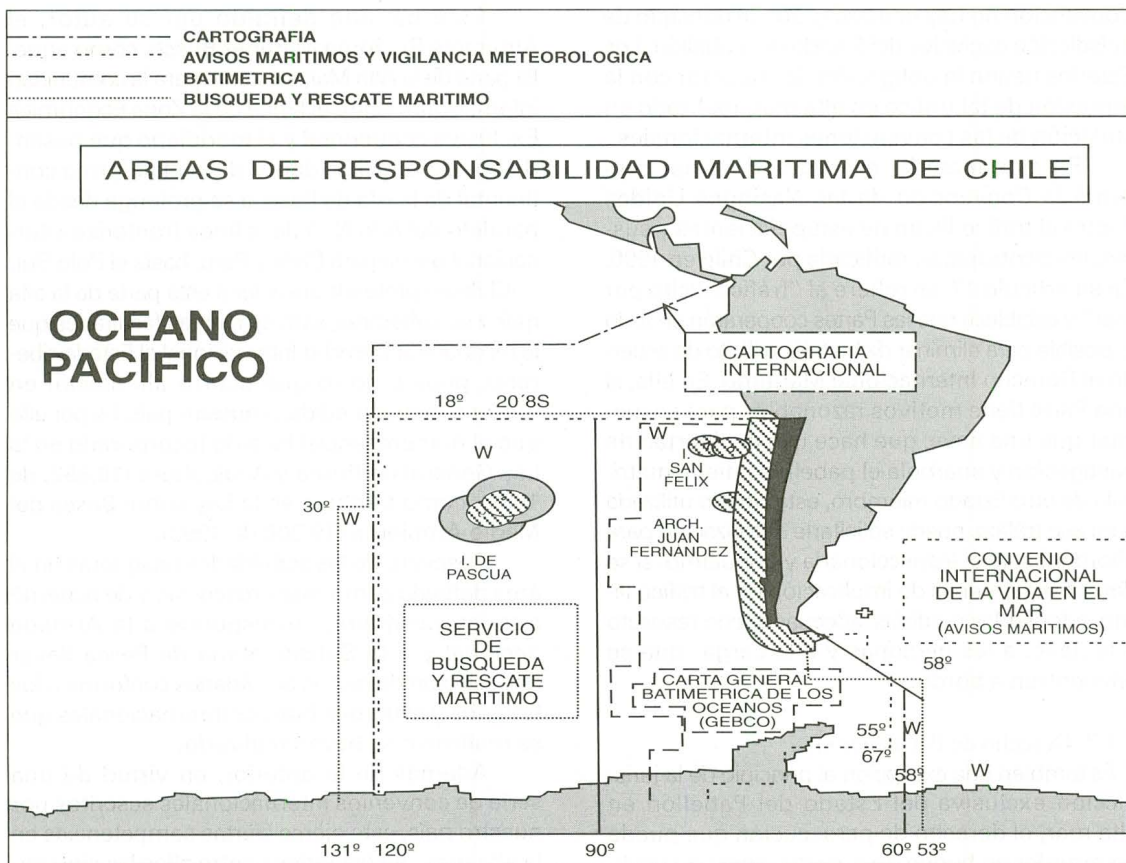 CARTOGRAFIA
AVISOS MARITIMOS Y VIGILANCIA METEOROLOGICA
BATIMETRICA
BUSQUEDA Y RESCATE MARITIMO
AREAS DE RESPONSABILIDAD MARITIMA DE CHILE
OCEANO
PACIFICO
CARTOGRAFIA
INTERNACIONAL
18º 20´8S
W
W
I.
SAN
FELIX
30º
W
ARCH.
JUAN
FERNANDEZ
I. DE
PASCUA
CONVENIO
INTERNACIONAL
DE LA VIDA EN EL
MAR
(AVISOS MARITIMOS)
SERVICIO
DE
BUSQUEDA
Y RESCATE
MARITIMO
58º
CARTA GENERAL
BATIMETRICA DE LOS
OCEANOS
(GEBCO)
55º
W
67º
58º
W
131º 120º 90º 60º 53º